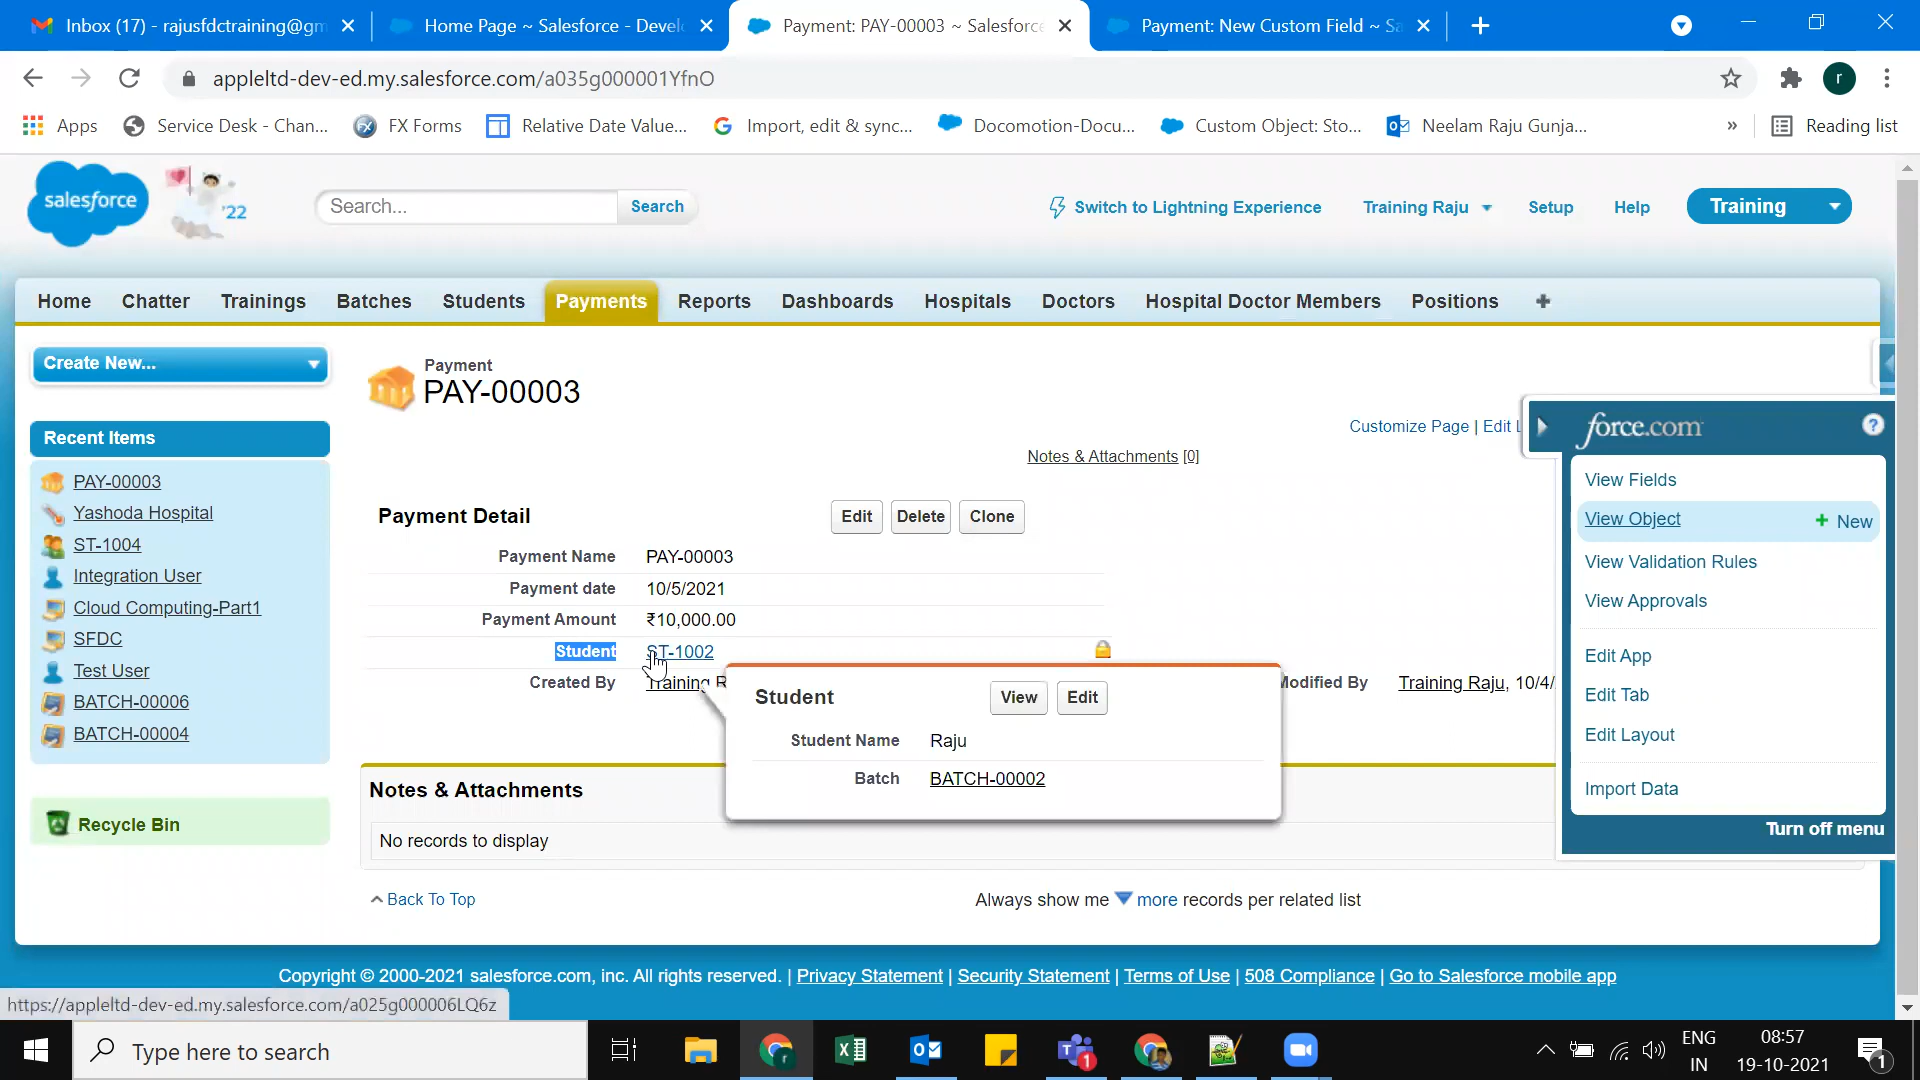 Inbox (17) - rajusfdctraining@gm
Home Page ~ Salesforce - Devel
Payment: PAY-00003 ~ Salesforce
Payment: New Custom Field ~ Sa
appleltd-dev-ed.my.salesforce.com/a035g000001YfnO
r
Apps
Service Desk - Chan...
FX Forms
Relative Date Value...
Import, edit & sync...
Docomotion-Docu...
Custom Object: Sto...
Neelam Raju Gunja...
»
Reading list
salesforce
'22
Search...
Search
Switch to Lightning Experience
Training Raju
Setup
Help
Training
Home
Chatter
Trainings
Batches
Students
Payments
Reports
Dashboards
Hospitals
Doctors
Hospital Doctor Members
Positions
Create New...
Recent Items
PAY-00003
Yashoda Hospital
ST-1004
Integration User
Cloud Computing-Part1
SFDC
Test User
BATCH-00006
BATCH-00004
Recycle Bin
Payment
PAY-00003
Customize Page | Edit L
Notes & Attachments [0]
Payment Detail
Edit
Delete
Clone
Payment Name PAY-00003
Payment date 10/5/2021
Payment Amount ₹10,000.00
Student ST-1002
Created By Training R
Modified By Training Raju, 10/4/
Student
View
Edit
Student Name Raju
Batch BATCH-00002
Notes & Attachments
No records to display
Back To Top
Always show me more records per related list
force.com
?
View Fields
View Object
+ New
View Validation Rules
View Approvals
Edit App
Edit Tab
Edit Layout
Import Data
Turn off menu
Copyright © 2000-2021 salesforce.com, inc. All rights reserved. | Privacy Statement | Security Statement | Terms of Use | 508 Compliance | Go to Salesforce mobile app
https://appleltd-dev-ed.my.salesforce.com/a025g000006LQ6z
Type here to search
1
ENG
IN
08:57
19-10-2021
1